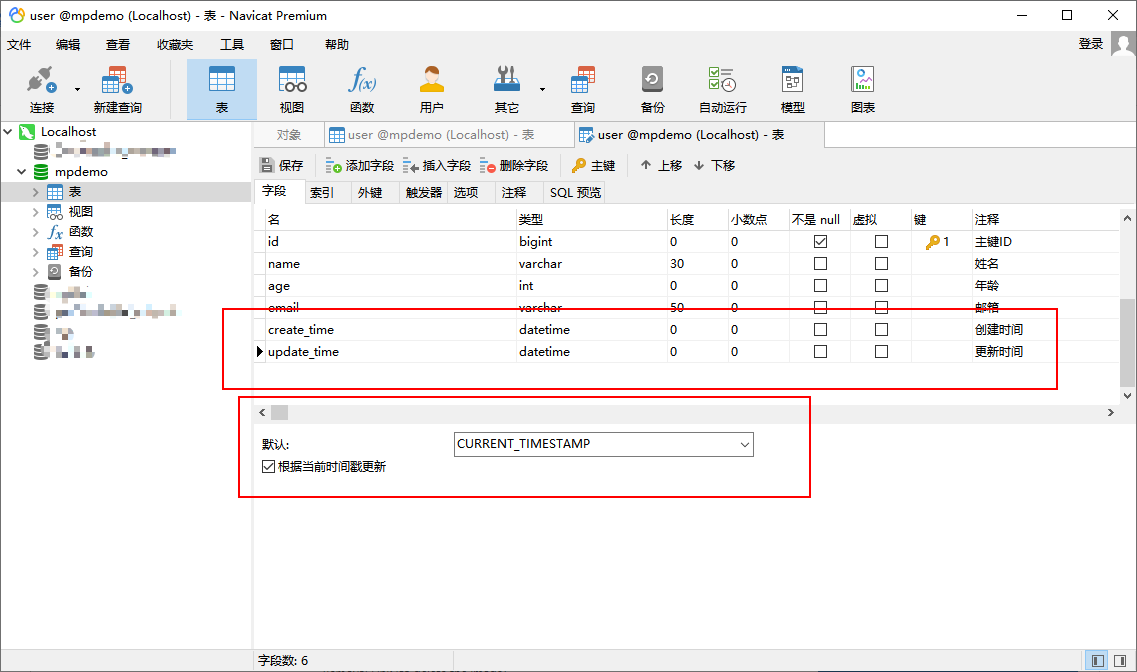 user @mpdemo (Localhost) - 表 - Navicat Premium
文件 编辑 查看 收藏夹 工具 窗口 帮助 登录
连接 新建查询 表 视图 函数 用户 其它 查询 备份 自动运行 模型 图表
Localhost
mpdemo
表
视图
函数
查询
备份
对象 user @mpdemo (Localhost) - 表 user @mpdemo (Localhost) - 表
保存 添加字段 插入字段 删除字段 主键 上移 下移
字段 索引 外键 触发器 选项 注释 SQL 预览
名 类型 长度 小数点 不是 null 虚拟 键 注释
id bigint 0 0 1 主键ID
name varchar 30 0 姓名
age int 0 0 年龄
email varchar 50 0 邮箱
create_time datetime 0 0 创建时间
update_time datetime 0 0 更新时间
默认: CURRENT_TIMESTAMP
根据当前时间戳更新
字段数: 6